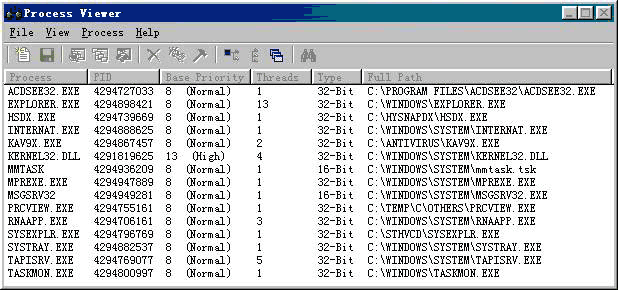 Process Viewer
File View Process Help
Process PID Base Priority Threads Type Full Path
ACDSEE32.EXE 4294727033 8 (Normal) 1 32-Bit C:\PROGRAM FILES\ACDSEE32\ACDSEE32.EXE
EXPLORER.EXE 4294898421 8 (Normal) 13 32-Bit C:\WINDOWS\EXPLORER.EXE
HSDX.EXE 4294739669 8 (Normal) 1 32-Bit C:\HYSNAPDX\HSDX.EXE
INTERNAT.EXE 4294888625 8 (Normal) 1 32-Bit C:\WINDOWS\SYSTEM\INTERNAT.EXE
KAV9X.EXE 4294867457 8 (Normal) 2 32-Bit C:\ANTIVIRUS\KAV9X.EXE
KERNEL32.DLL 4291819625 13 (High) 4 32-Bit C:\WINDOWS\SYSTEM\KERNEL32.DLL
MMTASK 4294936209 8 (Normal) 1 16-Bit C:\WINDOWS\SYSTEM\mmtask.tsk
MPREXE.EXE 4294947889 8 (Normal) 1 32-Bit C:\WINDOWS\SYSTEM\MPREXE.EXE
MSGSRV32 4294949281 8 (Normal) 1 16-Bit C:\WINDOWS\SYSTEM\MSGSRV32.EXE
PRCVIEW.EXE 4294755161 8 (Normal) 1 32-Bit C:\TEMP\C\OTHERS\PRCVIEW.EXE
RNAAPP.EXE 4294706161 8 (Normal) 3 32-Bit C:\WINDOWS\SYSTEM\RNAAPP.EXE
SYSEXPLR.EXE 4294796769 8 (Normal) 1 32-Bit C:\STHVCD\SYSEXPLR.EXE
SYSTRAY.EXE 4294882537 8 (Normal) 1 32-Bit C:\WINDOWS\SYSTEM\SYSTRAY.EXE
TAPISRV.EXE 4294769077 8 (Normal) 5 32-Bit C:\WINDOWS\SYSTEM\TAPISRV.EXE
TASKMON.EXE 4294800997 8 (Normal) 1 32-Bit C:\WINDOWS\TASKMON.EXE